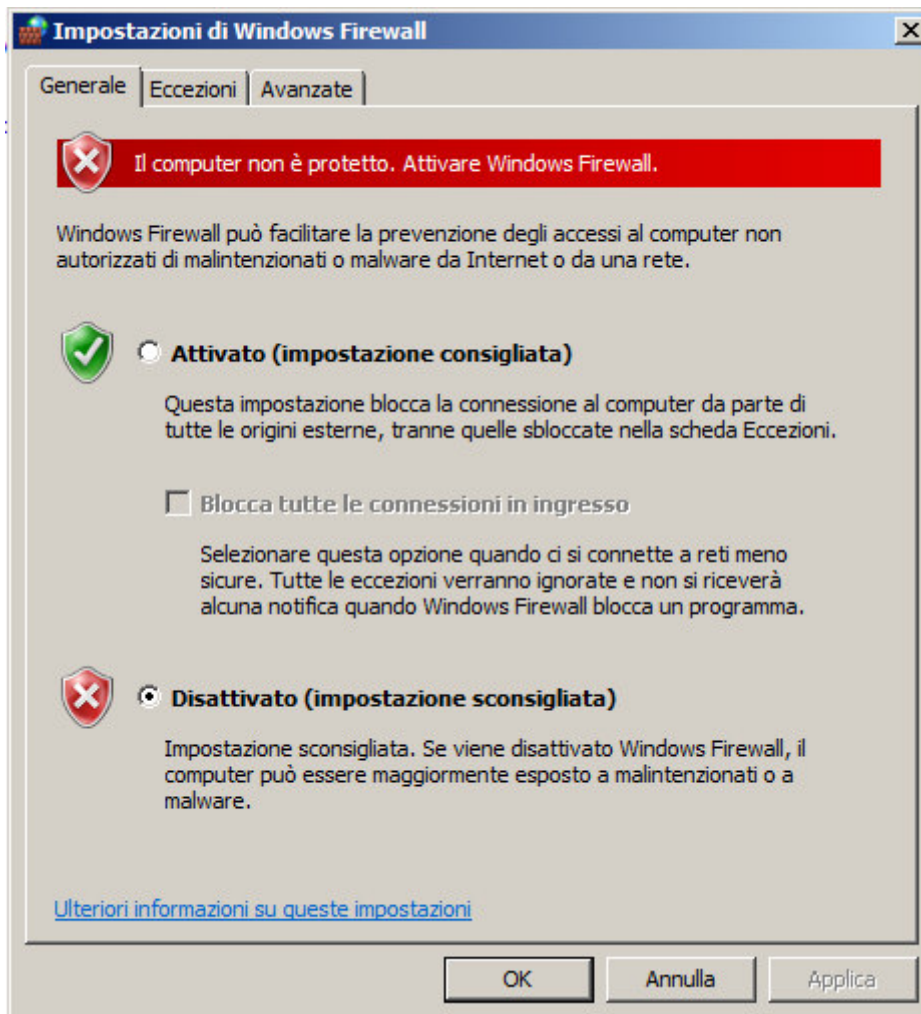 Impostazioni di Windows Firewall
Generale Eccezioni Avanzate
Il computer non è protetto. Attivare Windows Firewall.
Windows Firewall può facilitare la prevenzione degli accessi al computer non
autorizzati di malintenzionati o malware da Internet o da una rete.
Attivato (impostazione consigliata)
Questa impostazione blocca la connessione al computer da parte di
tutte le origini esterne, tranne quelle sbloccate nella scheda Eccezioni.
Blocca tutte le connessioni in ingresso
Selezionare questa opzione quando ci si connette a reti meno
sicure. Tutte le eccezioni verranno ignorate e non si riceverà
alcuna notifica quando Windows Firewall blocca un programma.
Disattivato (impostazione sconsigliata)
Impostazione sconsigliata. Se viene disattivato Windows Firewall, il
computer può essere maggiormente esposto a malintenzionati o a
malware.
Ulteriori informazioni su queste impostazioni
OK Annulla Applica